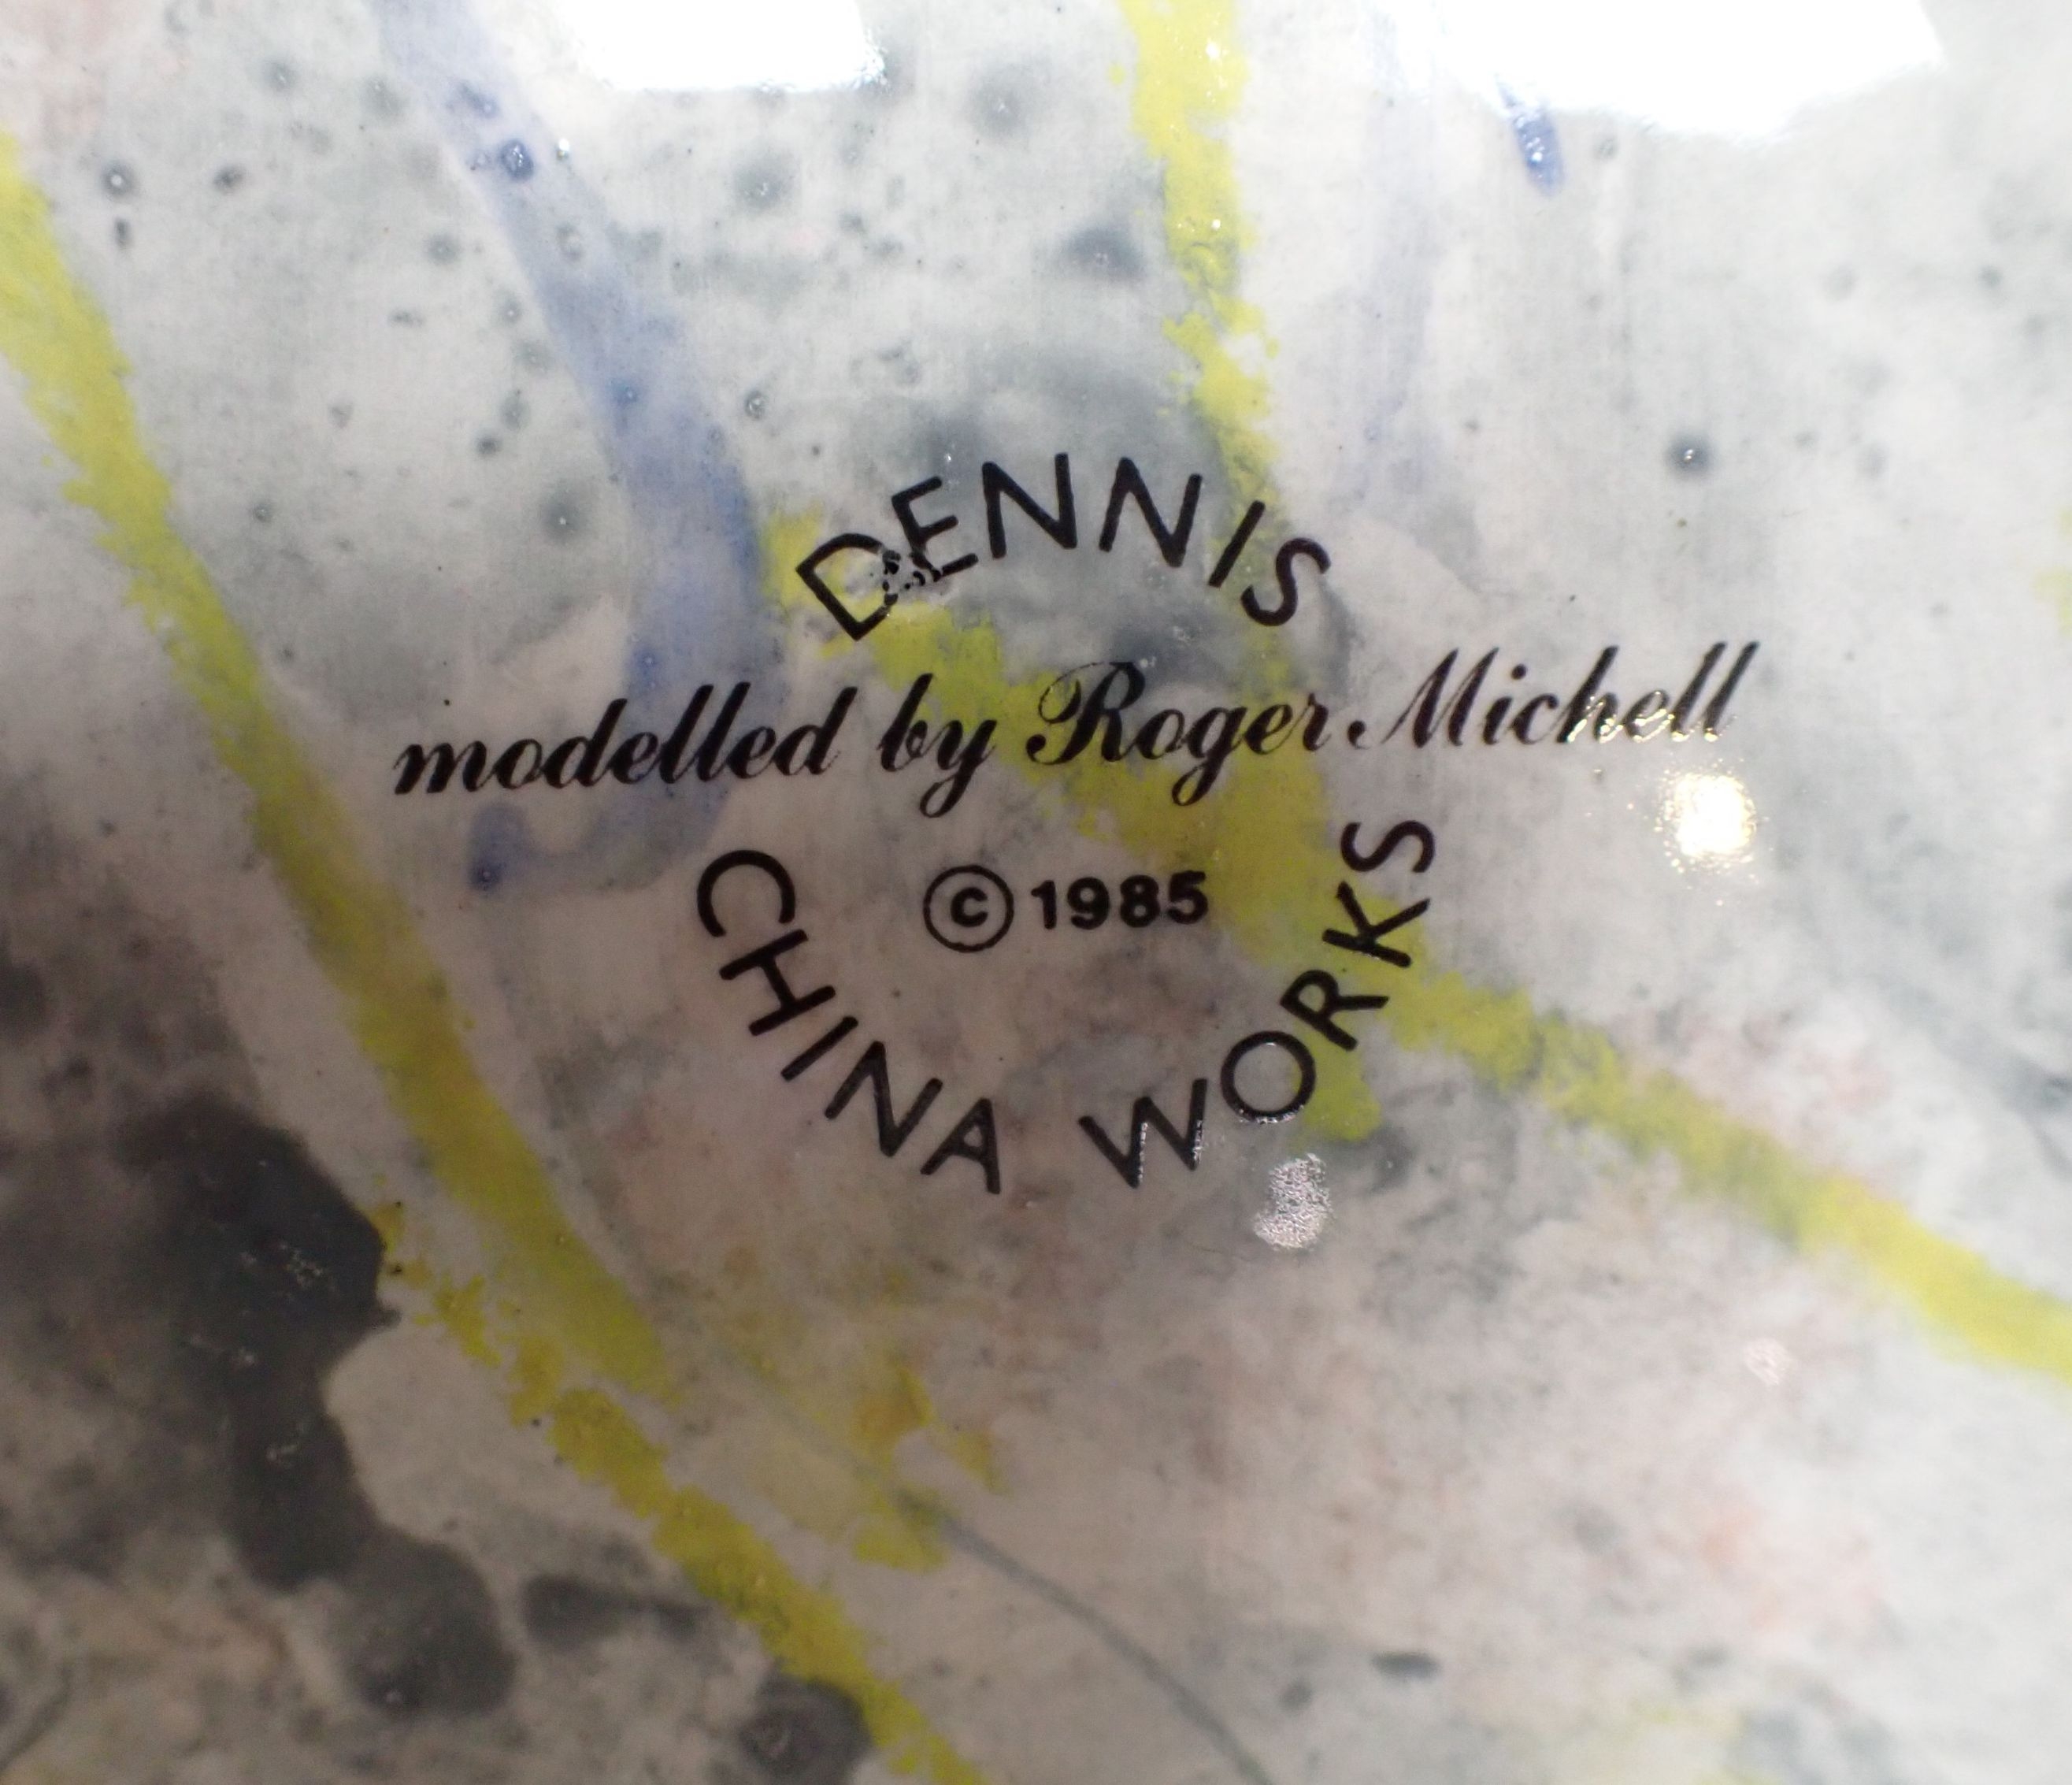 DENNIS
modelled by Roger Michell
© 1985
CHINA WORKS